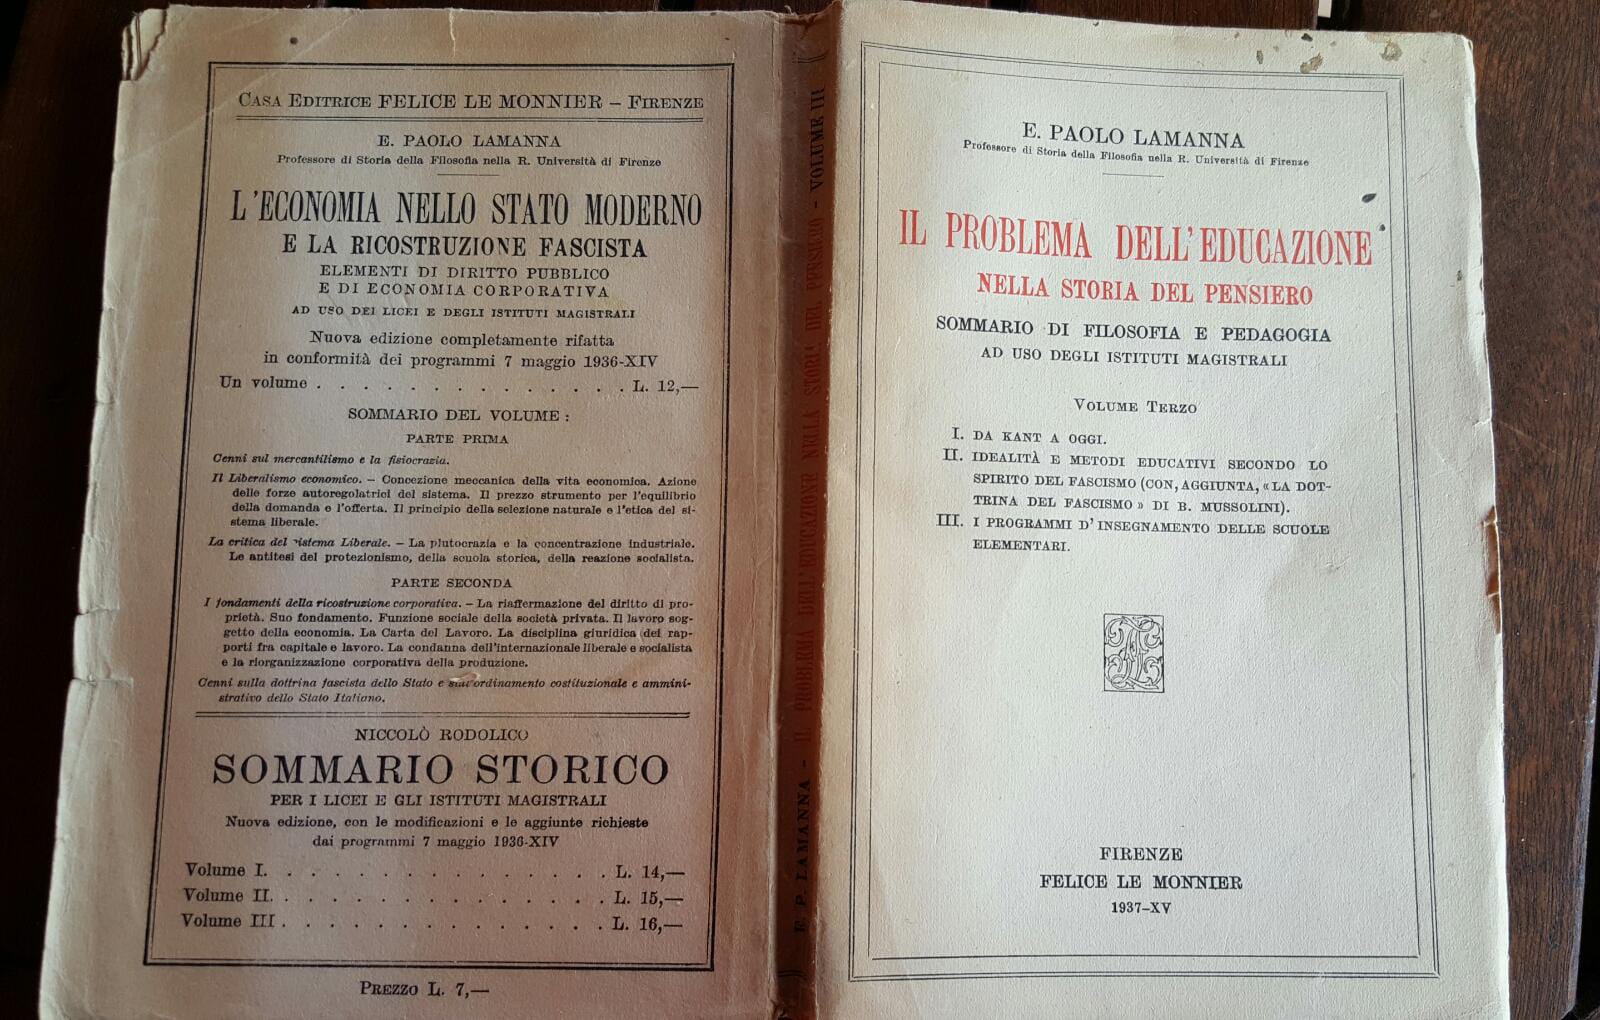 CASA EDITRICE FELICE LE MONNIER – FIRENZE
E. PAOLO LAMANNA
Professore di Storia della Filosofia nella R. Università di Firenze
L'ECONOMIA NELLO STATO MODERNO
E LA RICOSTRUZIONE FASCISTA
ELEMENTI DI DIRITTO PUBBLICO
E DI ECONOMIA CORPORATIVA
AD USO DEI LICEI E DEGLI ISTITUTI MAGISTRALI
Nuova edizione completamente rifatta
in conformità dei programmi 7 maggio 1936-XIV
Un volume . . . . . . . . . . . . . . L. 12,—
SOMMARIO DEL VOLUME :
PARTE PRIMA
Cenni sul mercantilismo e la fisiocrazia.
Il Liberalismo economico. – Concezione meccanica della vita economica. Azione
delle forze autoregolatrici del sistema. Il prezzo strumento per l'equilibrio
della domanda e l'offerta. Il principio della selezione naturale e l'etica del si-
stema liberale.
La critica del sistema Liberale. – La plutocrazia e la concentrazione industriale.
Le antitesi del protezionismo, della scuola storica, della reazione socialista.
PARTE SECONDA
I fondamenti della ricostruzione corporativa. – La riaffermazione del diritto di pro-
prietà. Suo fondamento. Funzione sociale della società privata. Il lavoro sog-
getto della economia. La Carta del Lavoro. La disciplina giuridica dei rap-
porti fra capitale e lavoro. La condanna dell'internazionale liberale e socialista
e la riorganizzazione corporativa della produzione.
Cenni sulla dottrina fascista dello Stato e sull'ordinamento costituzionale e ammini-
strativo dello Stato Italiano.
NICCOLÒ RODOLICO
SOMMARIO STORICO
PER I LICEI E GLI ISTITUTI MAGISTRALI
Nuova edizione, con le modificazioni e le aggiunte richieste
dai programmi 7 maggio 1936-XIV
Volume I. . . . . . . . . . . . . . . L. 14,—
Volume II. . . . . . . . . . . . . . . L. 15,—
Volume III . . . . . . . . . . . . . . L. 16,—
PREZZO L. 7,—
E. P. LAMANNA – IL PROBLEMA DELL'EDUCAZIONE NELLA STORIA DEL PENSIERO – VOLUME III
E. PAOLO LAMANNA
Professore di Storia della Filosofia nella R. Università di Firenze
IL PROBLEMA DELL'EDUCAZIONE
NELLA STORIA DEL PENSIERO
SOMMARIO DI FILOSOFIA E PEDAGOGIA
AD USO DEGLI ISTITUTI MAGISTRALI
VOLUME TERZO
I. DA KANT A OGGI.
II. IDEALITÀ E METODI EDUCATIVI SECONDO LO
SPIRITO DEL FASCISMO (CON, AGGIUNTA, « LA DOT-
TRINA DEL FASCISMO » DI B. MUSSOLINI).
III. I PROGRAMMI D'INSEGNAMENTO DELLE SCUOLE
ELEMENTARI.
FIRENZE
FELICE LE MONNIER
1937-XV